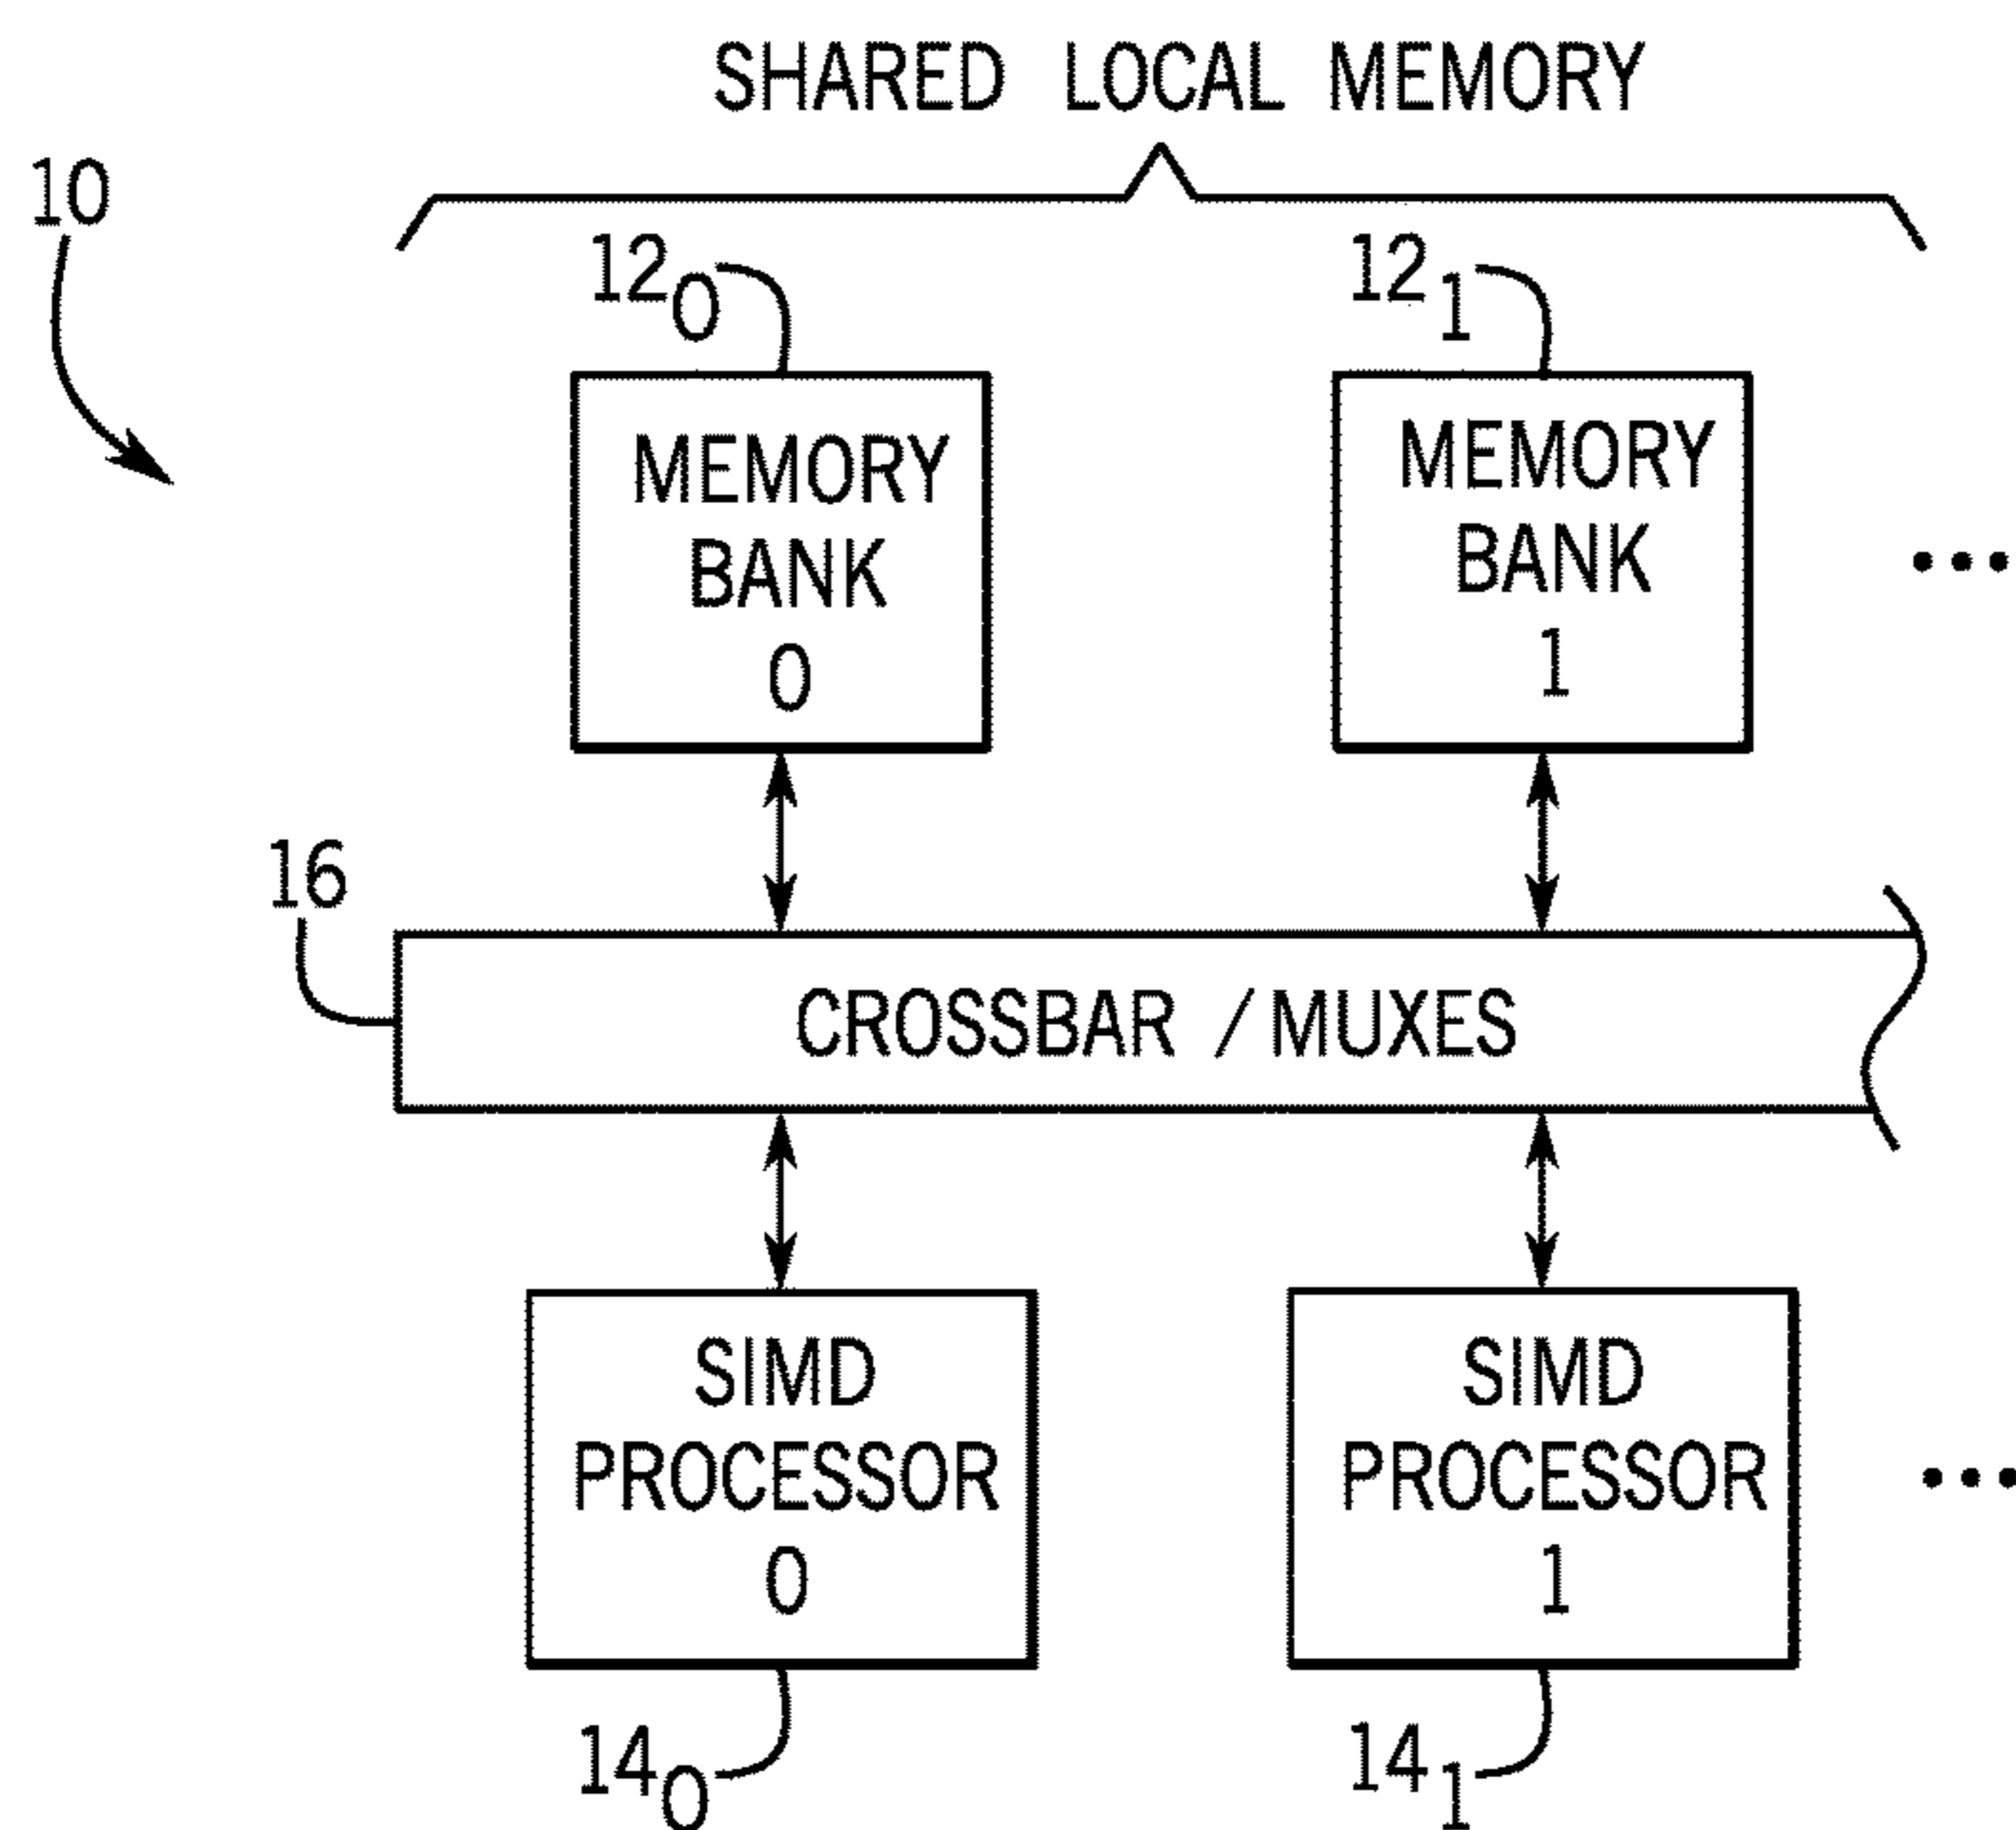 SHARED LOCAL MEMORY
10
12₀
12₁
MEMORY
BANK
0
MEMORY
BANK
1
...
16
CROSSBAR / MUXES
SIMD
PROCESSOR
0
SIMD
PROCESSOR
1
...
14₀
14₁